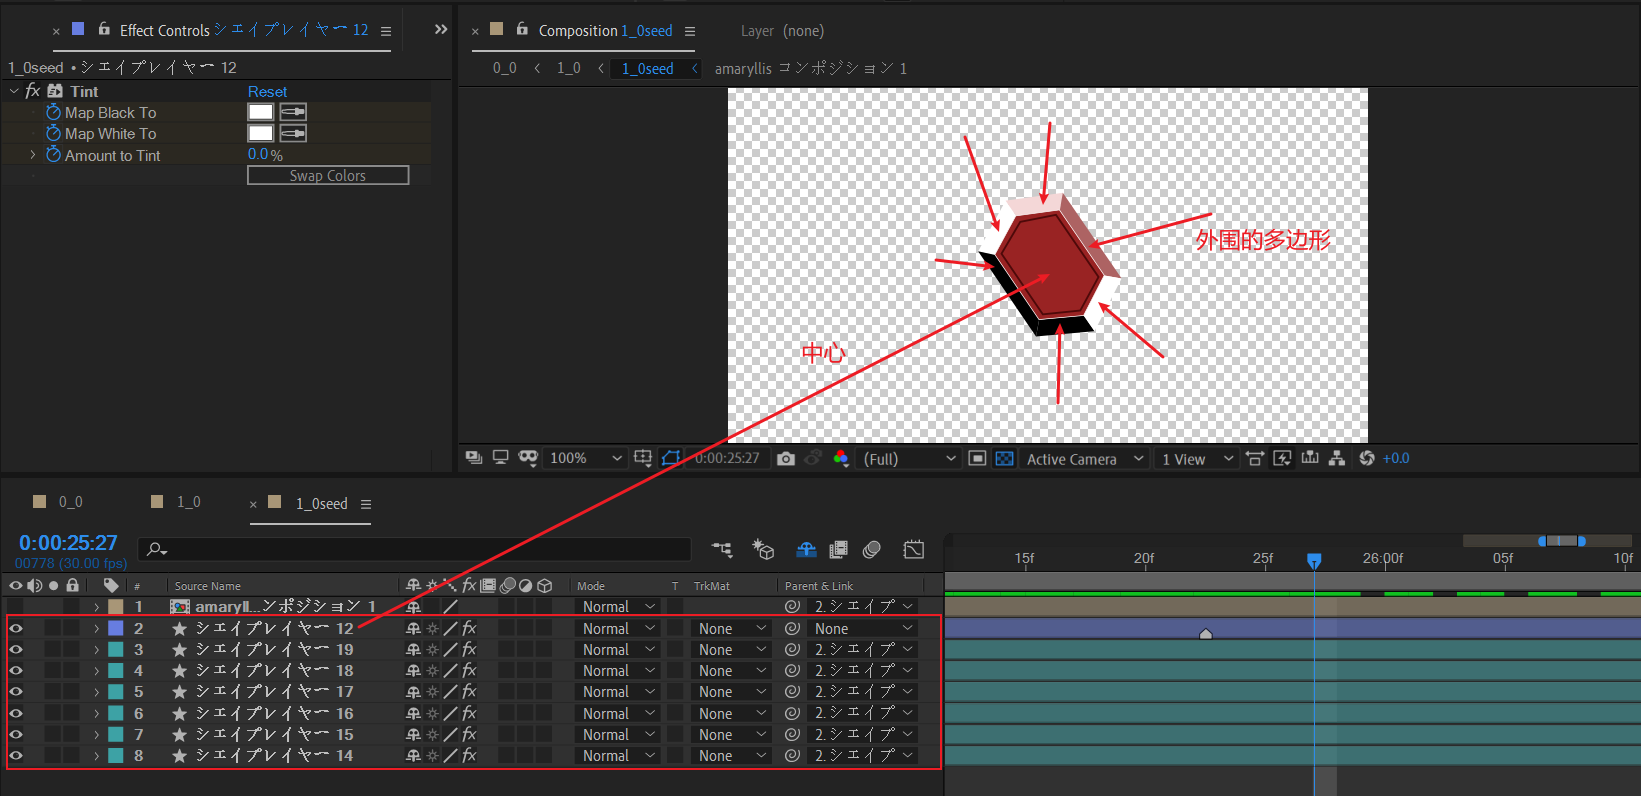 Effect Controls シェイプレイヤー 12
Composition 1_0seed
Layer (none)
1_0seed • シェイプレイヤー 12
0_0
1_0
1_0seed
amaryllis コンポジション 1
fx Tint
Reset
Map Black To
Map White To
Amount to Tint
0.0 %
Swap Colors
外围的多边形
中心
100%
0:00:25:27
(Full)
Active Camera
1 View
+0.0
0_0
1_0
1_0seed
0:00:25:27
00778 (30.00 fps)
15f
20f
25f
26:00f
05f
10f
#
Source Name
fx
Mode
T
TrkMat
Parent & Link
1 amaryll...ンポジション 1 Normal 2. シェイプ
2 シェイプレイヤー 12 fx Normal None None
3 シェイプレイヤー 19 fx Normal None 2. シェイプ
4 シェイプレイヤー 18 fx Normal None 2. シェイプ
5 シェイプレイヤー 17 fx Normal None 2. シェイプ
6 シェイプレイヤー 16 fx Normal None 2. シェイプ
7 シェイプレイヤー 15 fx Normal None 2. シェイプ
8 シェイプレイヤー 14 fx Normal None 2. シェイプ